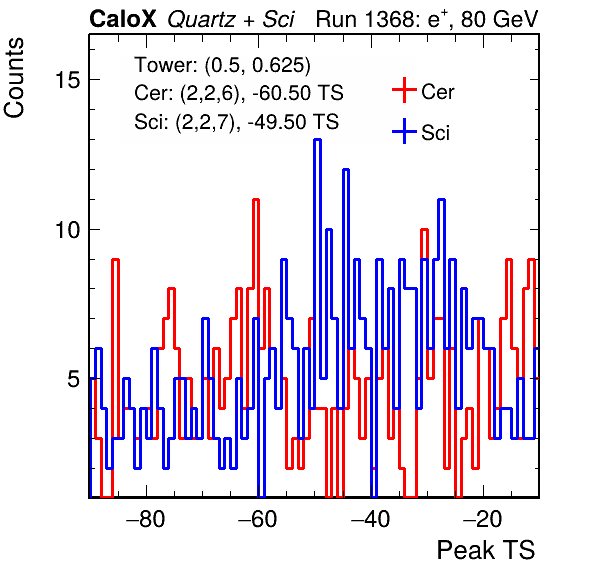 CaloX Quartz + Sci Run 1368: e⁺, 80 GeV
Counts
Tower: (0.5, 0.625)
Cer: (2,2,6), -60.50 TS
Sci: (2,2,7), -49.50 TS
Cer
Sci
15
10
5
−80 −60 −40 −20
Peak TS